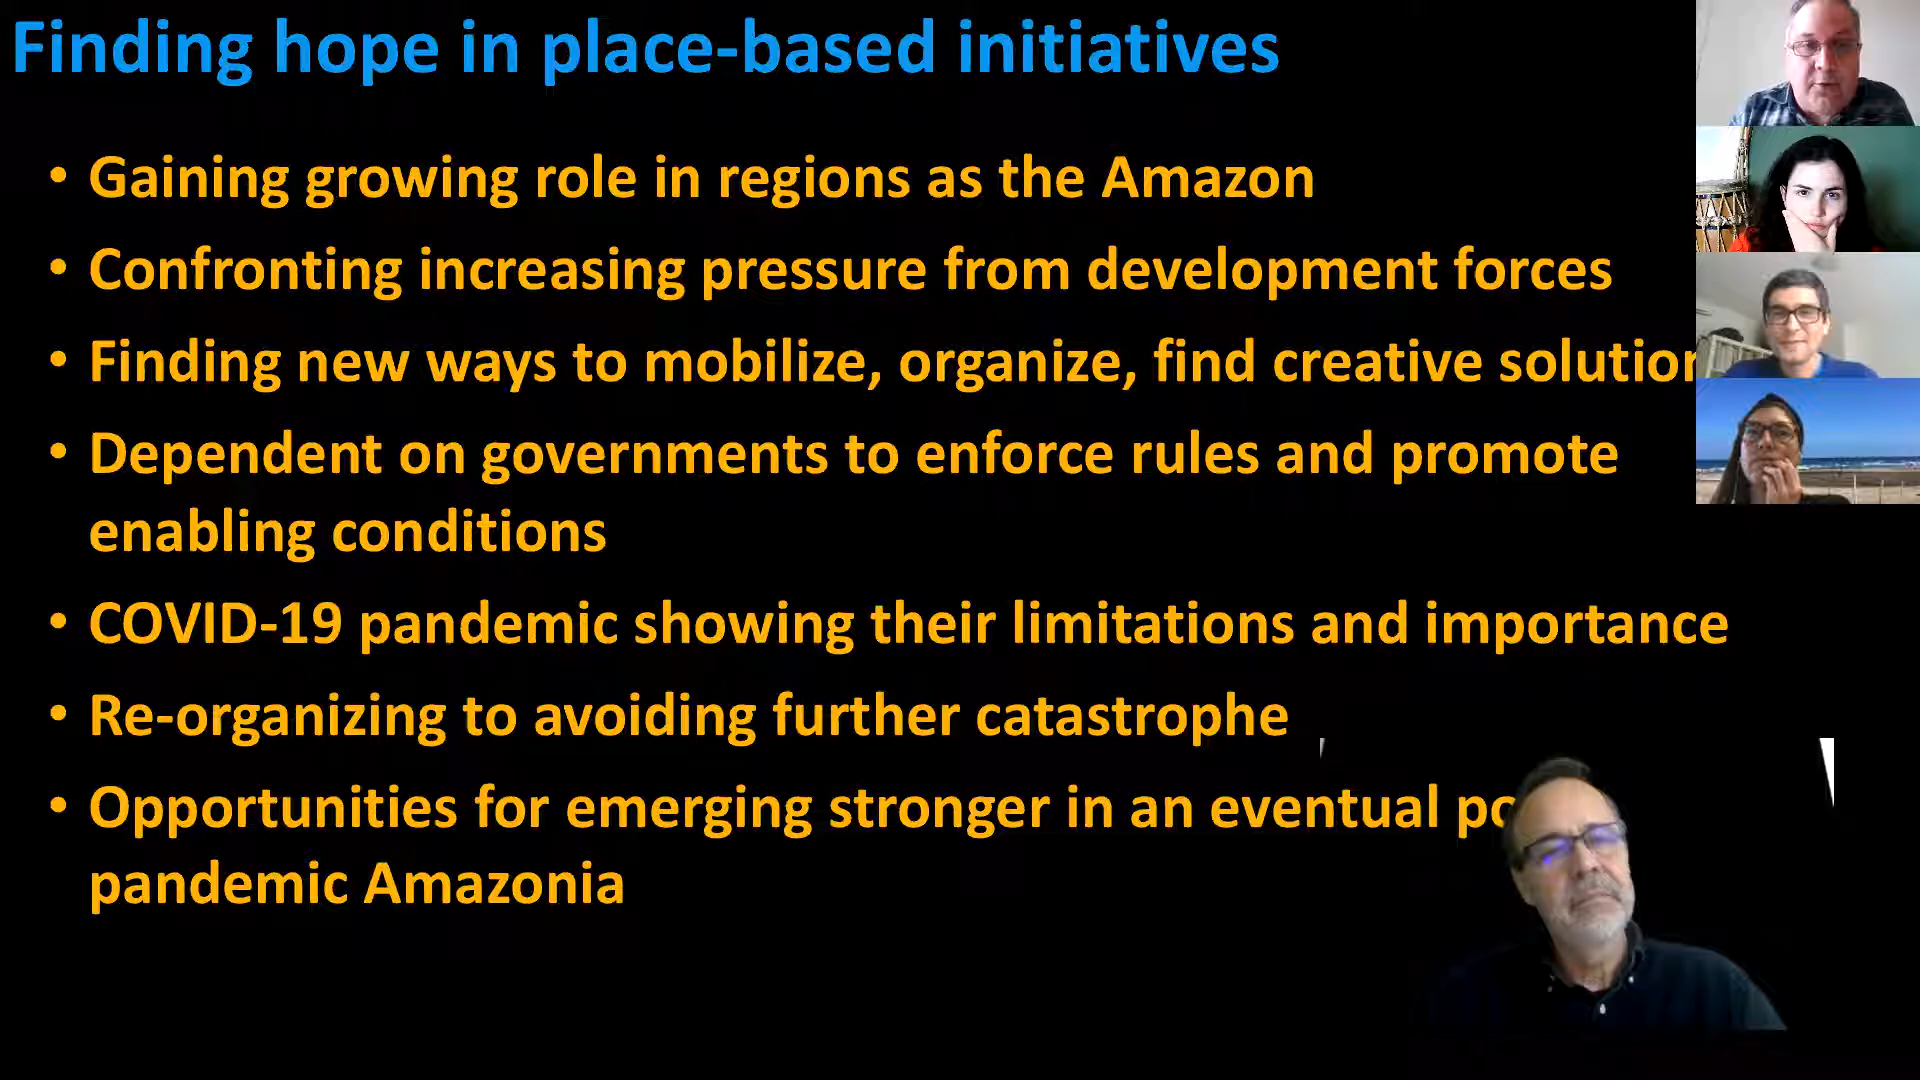 Finding hope in place-based initiatives
• Gaining growing role in regions as the Amazon
• Confronting increasing pressure from development forces
• Finding new ways to mobilize, organize, find creative
• Dependent on governments to enforce rules and promote
enabling conditions
• COVID-19 pandemic showing their limitations and importance
• Re-organizing to avoiding further catastrophe
• Opportunities for emerging stronger in an eventual
pandemic Amazonia